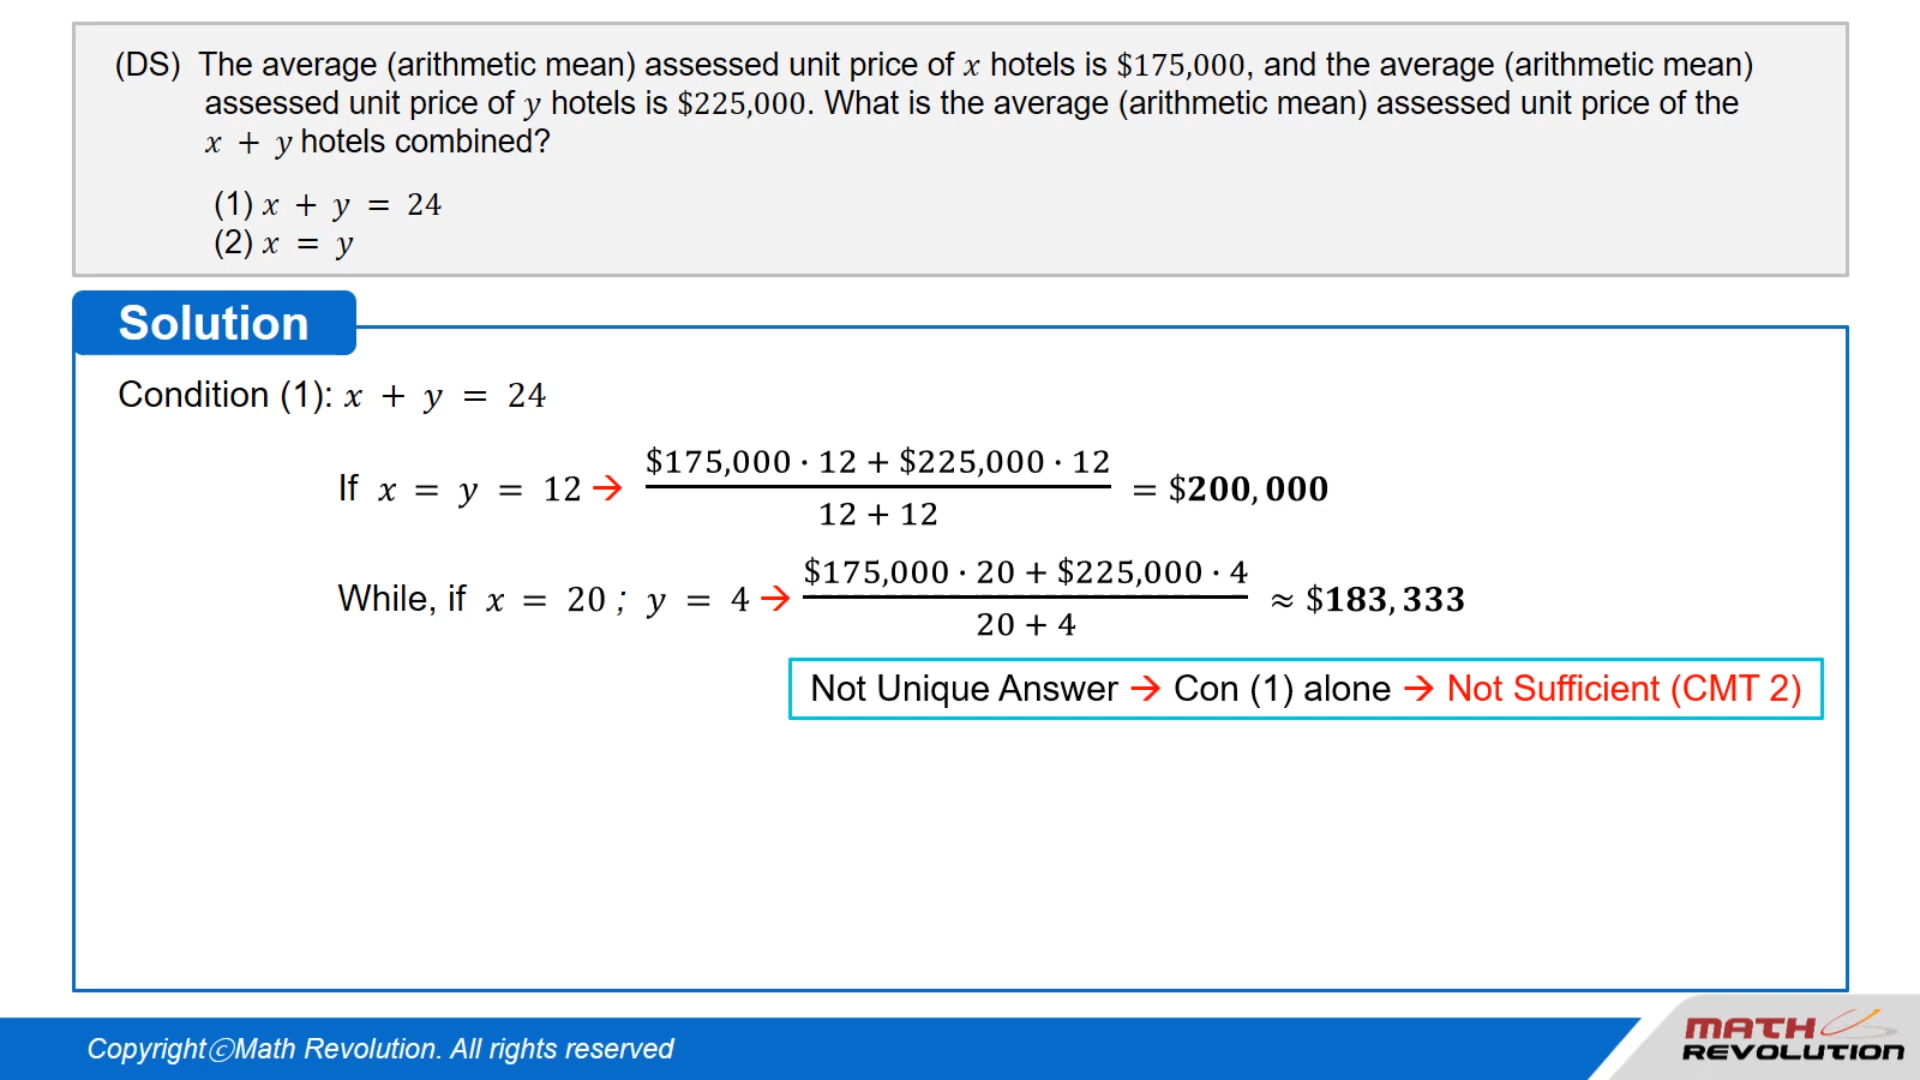 (DS) The average (arithmetic mean) assessed unit price of x hotels is $175,000, and the average (arithmetic mean)
assessed unit price of y hotels is $225,000. What is the average (arithmetic mean) assessed unit price of the
x + y hotels combined?
(1) x + y = 24
(2) x = y
Solution
Condition (1): x + y = 24
If x = y = 12 → ($175,000 · 12 + $225,000 · 12) / (12 + 12) = $200,000
While, if x = 20 ; y = 4 → ($175,000 · 20 + $225,000 · 4) / (20 + 4) ≈ $183,333
Not Unique Answer → Con (1) alone → Not Sufficient (CMT 2)
CopyrightⓒMath Revolution. All rights reserved
MATH
REVOLUTION